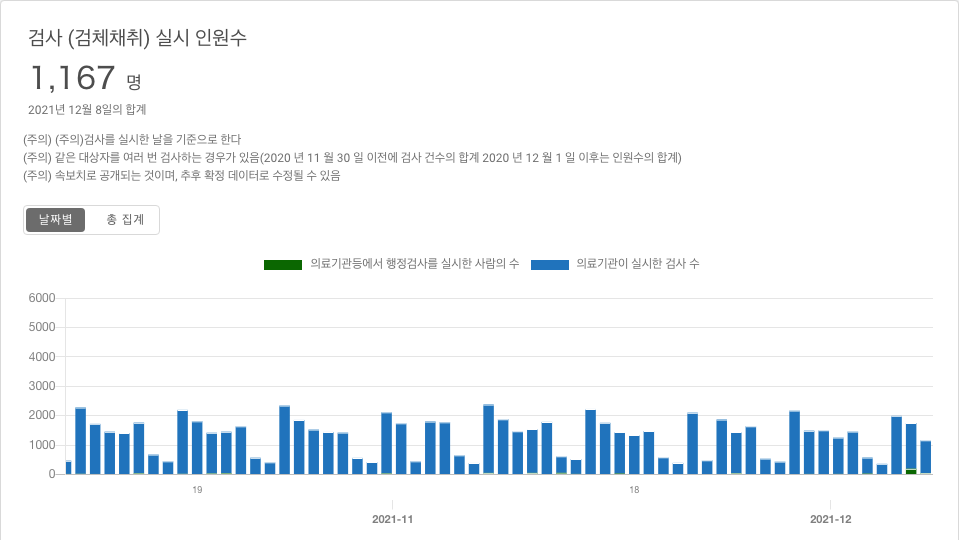 검사 (검체채취) 실시 인원수
1,167 명
2021년 12월 8일의 합계
(주의) (주의)검사를 실시한 날을 기준으로 한다
(주의) 같은 대상자를 여러 번 검사하는 경우가 있음(2020 년 11 월 30 일 이전에 검사 건수의 합계 2020 년 12 월 1 일 이후는 인원수의 합계)
(주의) 속보치로 공개되는 것이며, 추후 확정 데이터로 수정될 수 있음
날짜별 총 집계
의료기관등에서 행정검사를 실시한 사람의 수 의료기관이 실시한 검사 수
6000
5000
4000
3000
2000
1000
0
19 18
2021-11 2021-12